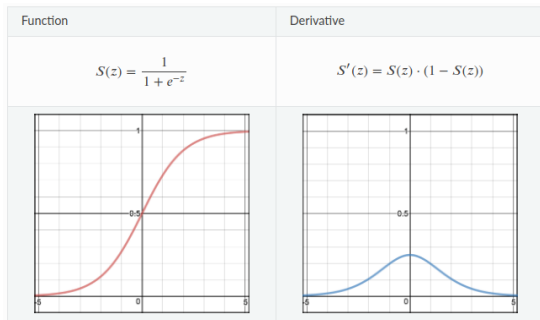 Function Derivative
S(z) = 1 / (1 + e^{-z}) S′(z) = S(z) · (1 − S(z))
1 1
0.5 0.5
-5 0 5 -5 0 5